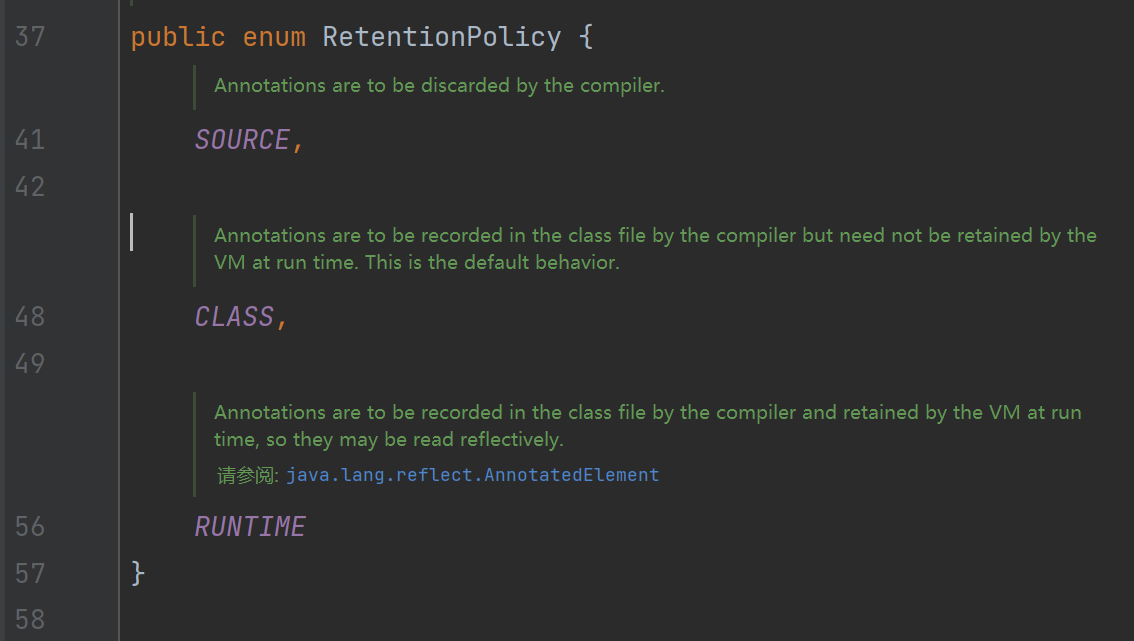 37 public enum RetentionPolicy {
Annotations are to be discarded by the compiler.
41 SOURCE,
42
Annotations are to be recorded in the class file by the compiler but need not be retained by the
VM at run time. This is the default behavior.
48 CLASS,
49
Annotations are to be recorded in the class file by the compiler and retained by the VM at run
time, so they may be read reflectively.
请参阅: java.lang.reflect.AnnotatedElement
56 RUNTIME
57 }
58